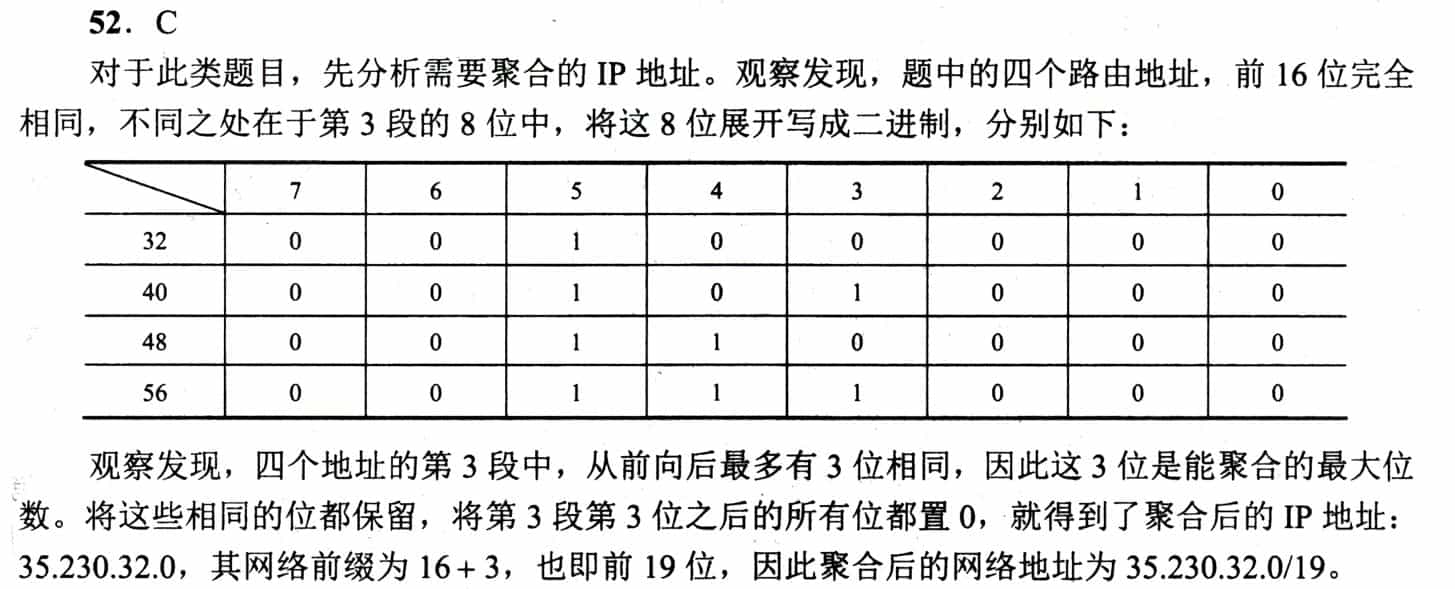 52. C
对于此类题目，先分析需要聚合的 IP 地址。观察发现，题中的四个路由地址，前 16 位完全
相同，不同之处在于第 3 段的 8 位中，将这 8 位展开写成二进制，分别如下：
7 6 5 4 3 2 1 0
32 0 0 1 0 0 0 0 0
40 0 0 1 0 1 0 0 0
48 0 0 1 1 0 0 0 0
56 0 0 1 1 1 0 0 0
观察发现，四个地址的第 3 段中，从前向后最多有 3 位相同，因此这 3 位是能聚合的最大位
数。将这些相同的位都保留，将第 3 段第 3 位之后的所有位都置 0，就得到了聚合后的 IP 地址：
35.230.32.0，其网络前缀为 16 + 3，也即前 19 位，因此聚合后的网络地址为 35.230.32.0/19。